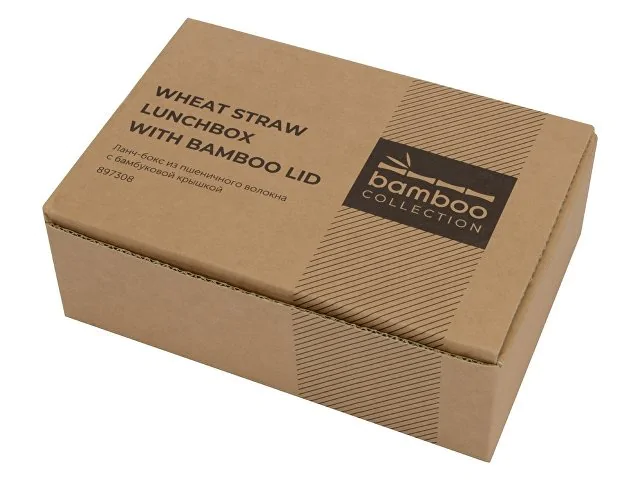 WHEAT STRAW
LUNCHBOX
WITH BAMBOO LID
Ланч-бокс из пшеничного волокна
с бамбуковой крышкой
897308
bamboo
COLLECTION